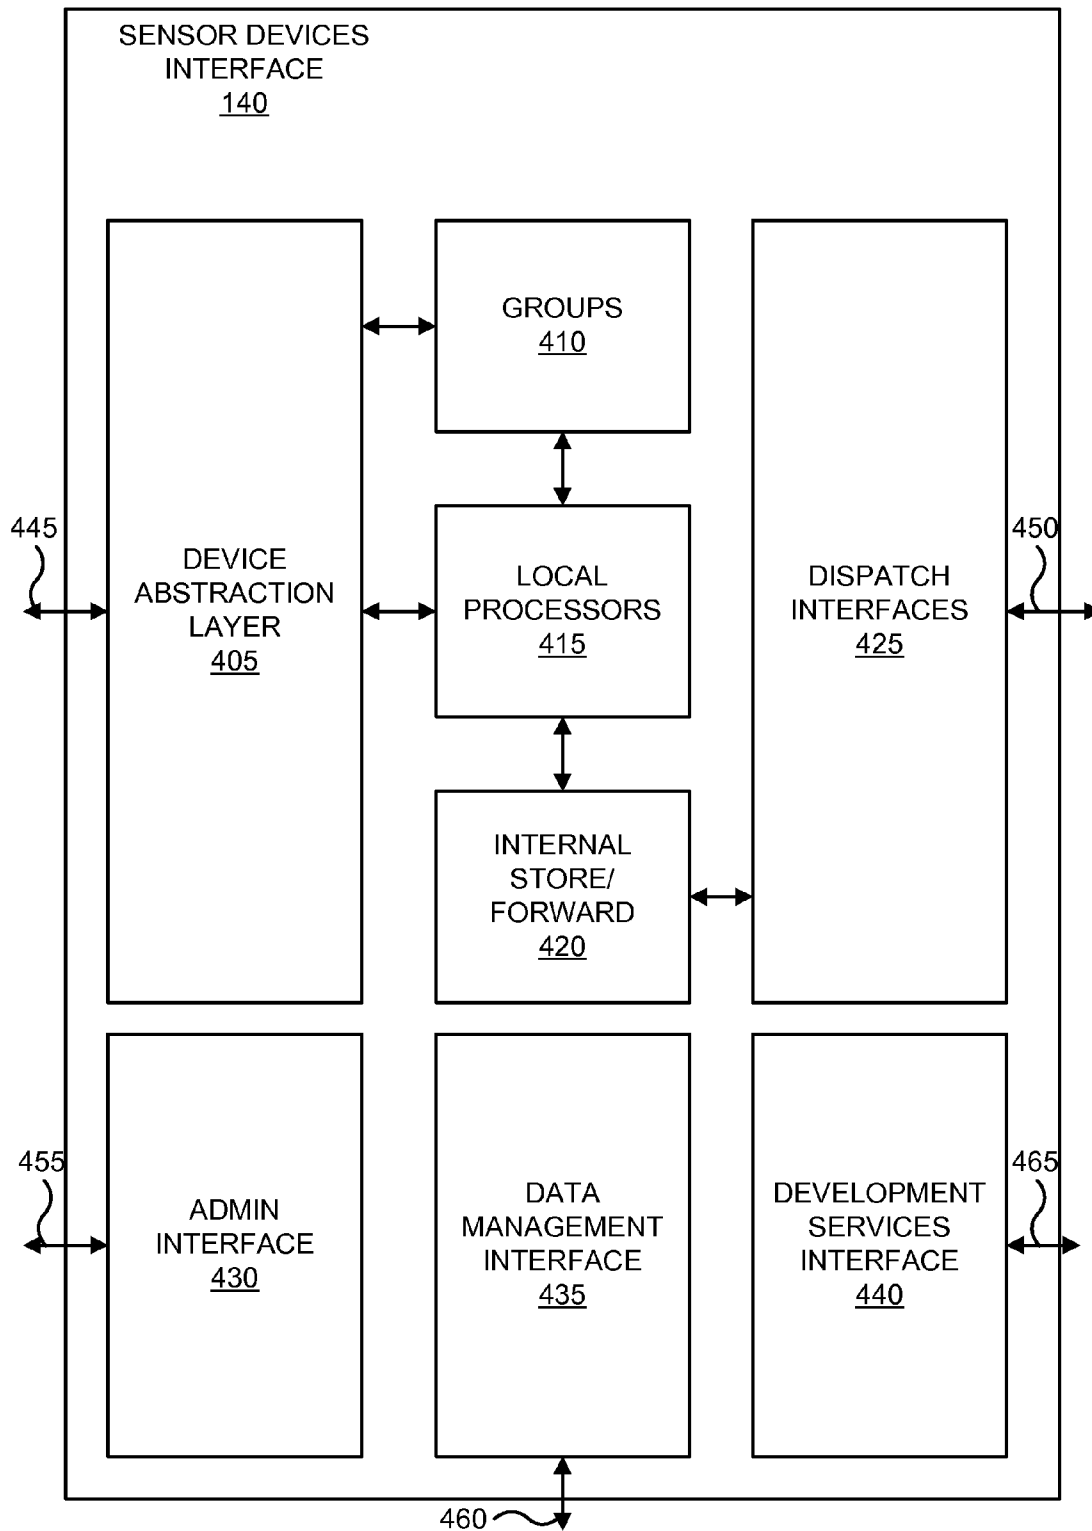 SENSOR DEVICES
INTERFACE
140
GROUPS
410
445
DEVICE
ABSTRACTION
LAYER
405
LOCAL
PROCESSORS
415
DISPATCH
INTERFACES
425
450
INTERNAL
STORE/
FORWARD
420
455
ADMIN
INTERFACE
430
DATA
MANAGEMENT
INTERFACE
435
DEVELOPMENT
SERVICES
INTERFACE
440
465
460